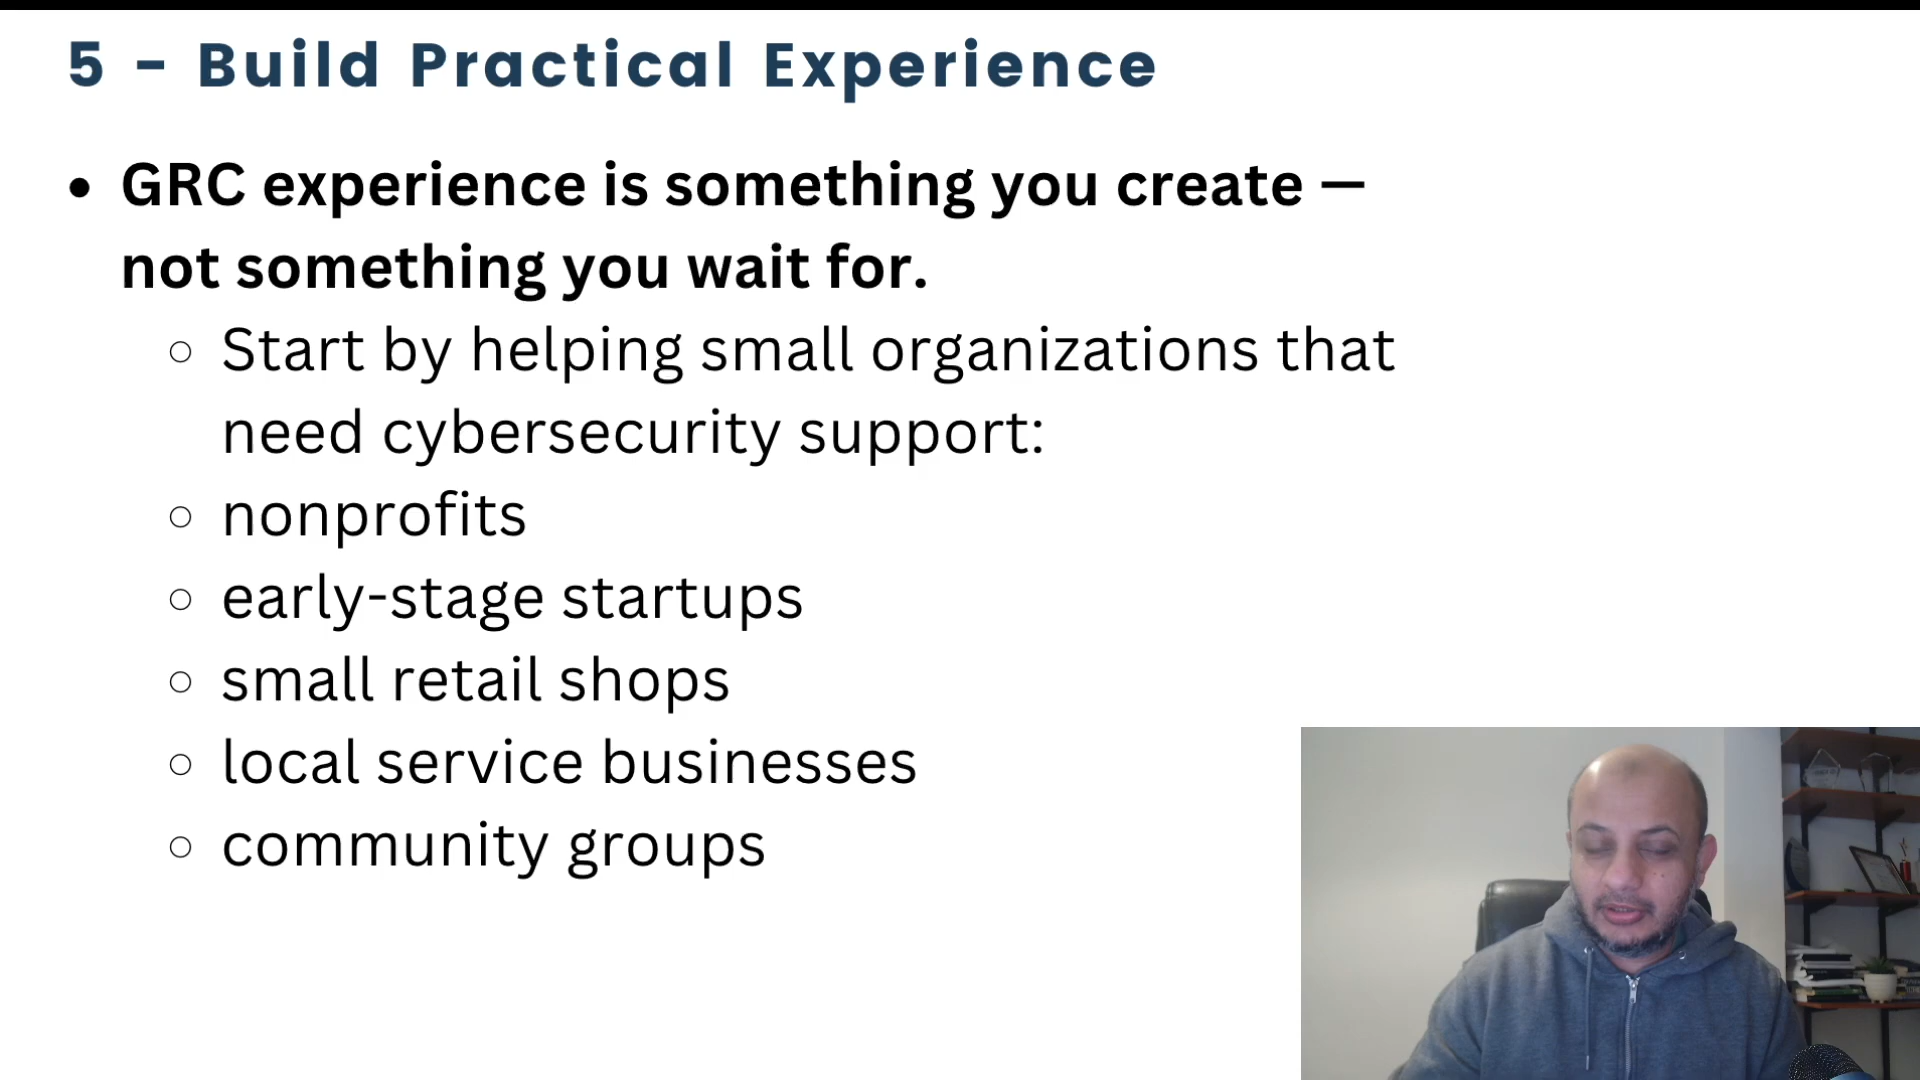 5 - Build Practical Experience
• GRC experience is something you create —
not something you wait for.
○ Start by helping small organizations that
need cybersecurity support:
○ nonprofits
○ early-stage startups
○ small retail shops
○ local service businesses
○ community groups